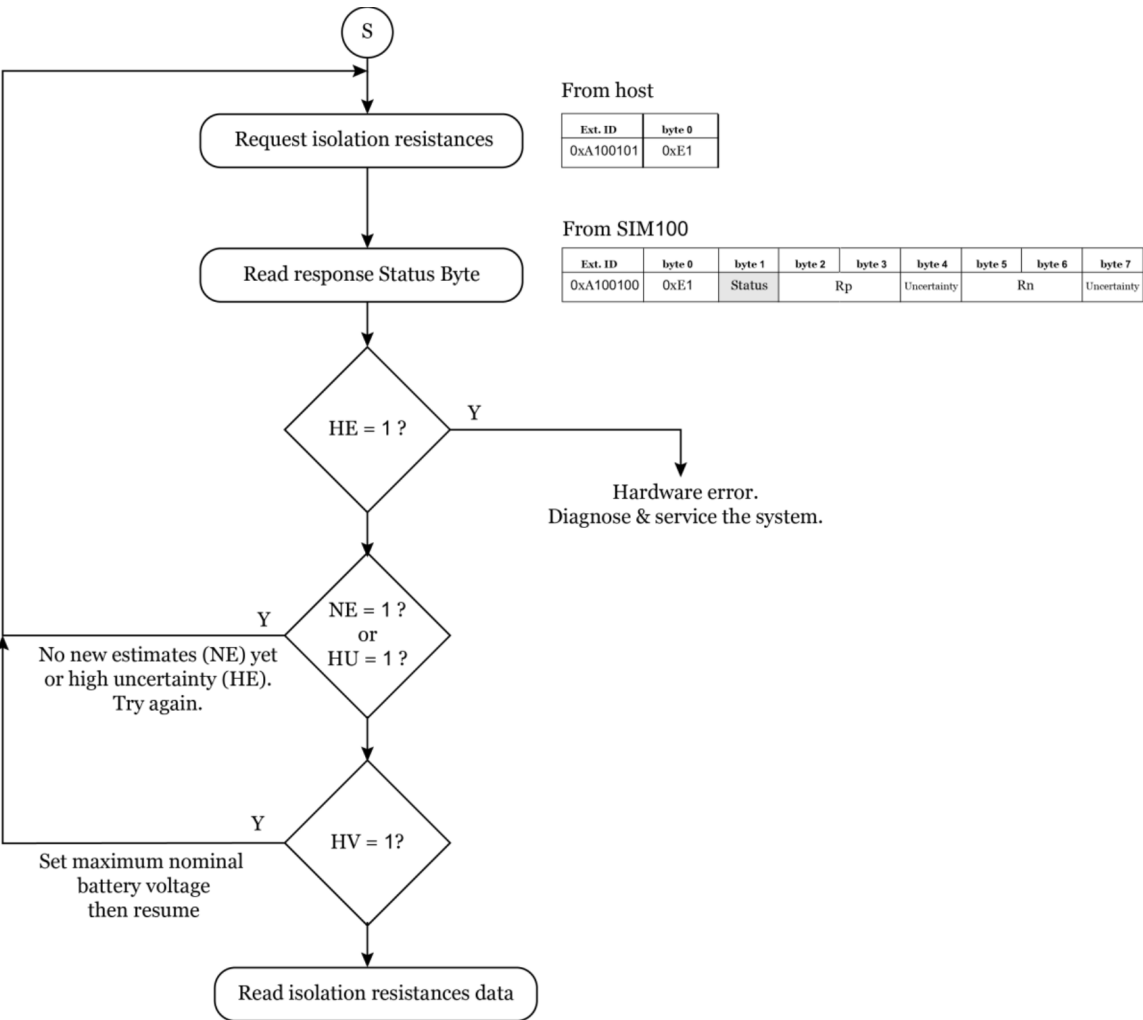 S
From host
Ext. ID byte 0
0xA100101 0xE1
Request isolation resistances
From SIM100
Ext. ID byte 0 byte 1 byte 2 byte 3 byte 4 byte 5 byte 6 byte 7
0xA100100 0xE1 Status Rp Uncertainty Rn Uncertainty
Read response Status Byte
HE = 1 ?
Y
Hardware error.
Diagnose & service the system.
NE = 1 ?
or
HU = 1 ?
Y
No new estimates (NE) yet
or high uncertainty (HE).
Try again.
HV = 1?
Y
Set maximum nominal
battery voltage
then resume
Read isolation resistances data